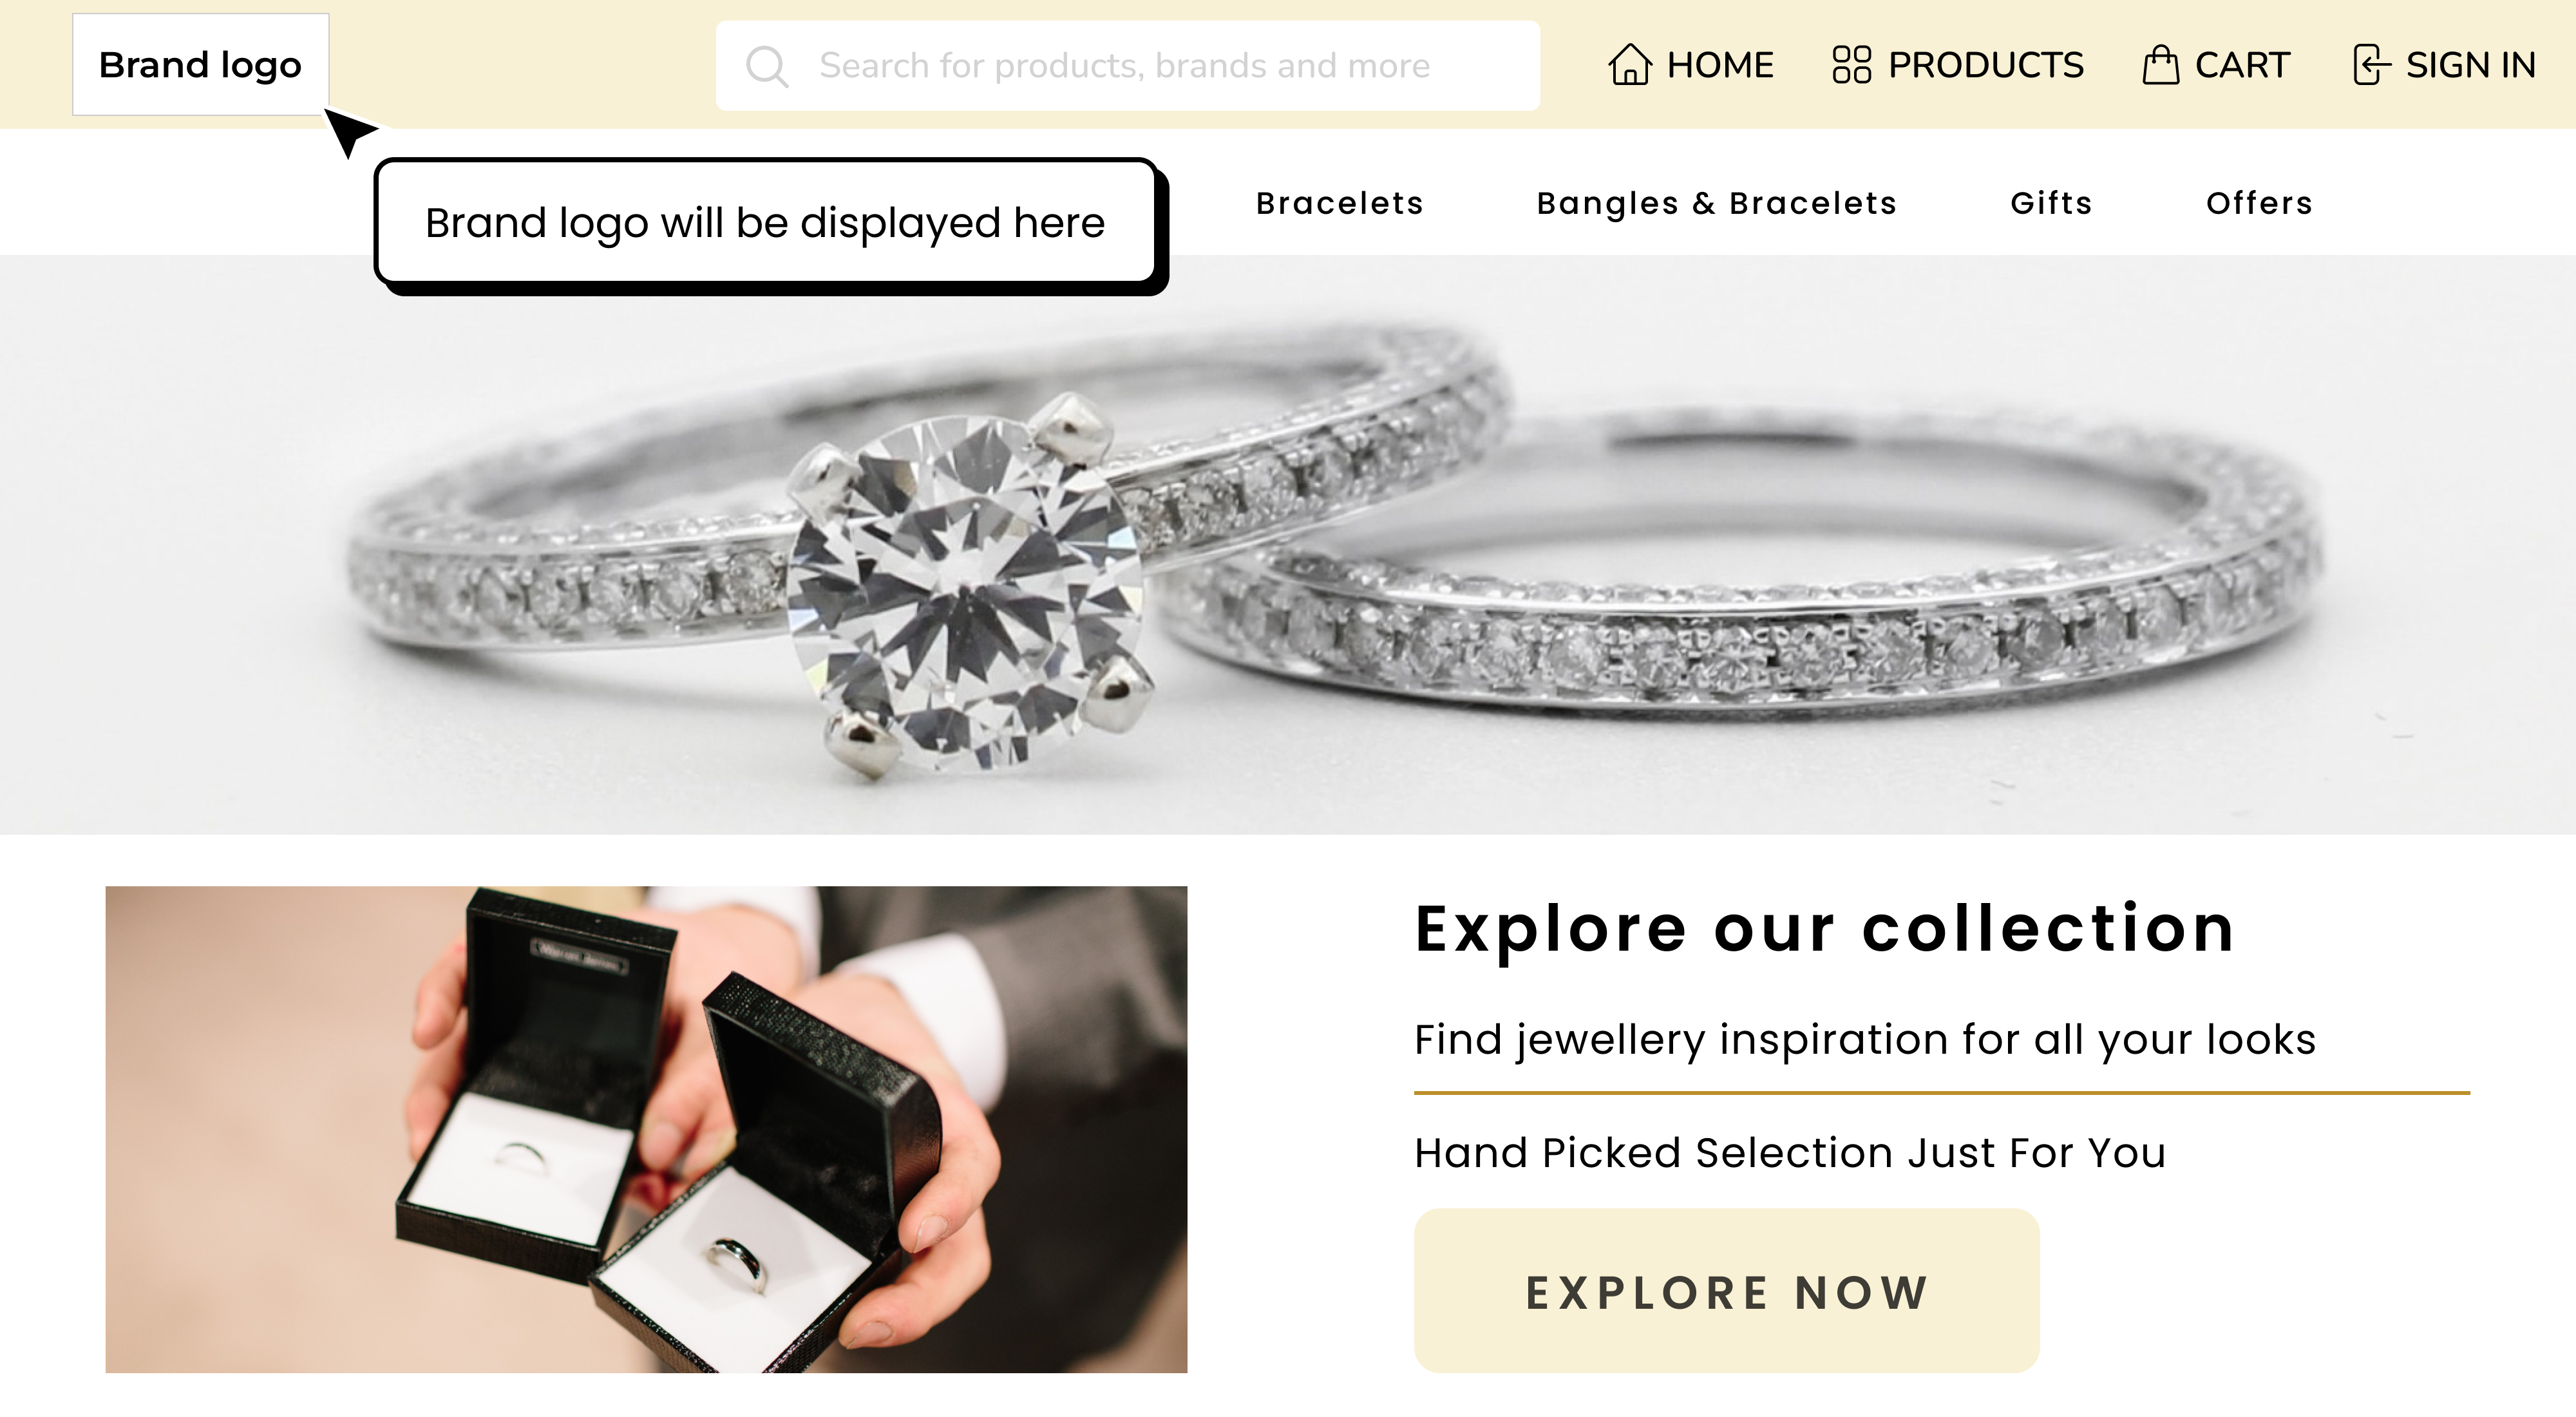 Brand logo
Search for products, brands and more
HOME
PRODUCTS
CART
SIGN IN
Brand logo will be displayed here
Bracelets
Bangles & Bracelets
Gifts
Offers
Explore our collection
Find jewellery inspiration for all your looks
Hand Picked Selection Just For You
EXPLORE NOW